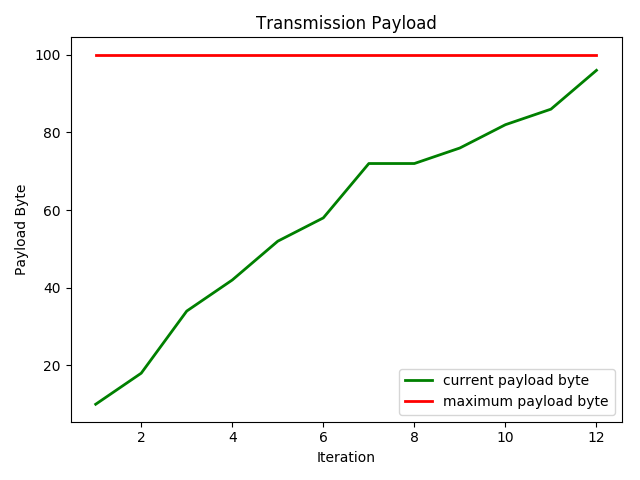 Transmission Payload
100
80
60
40
20
Payload Byte
current payload byte
maximum payload byte
2 4 6 8 10 12
Iteration